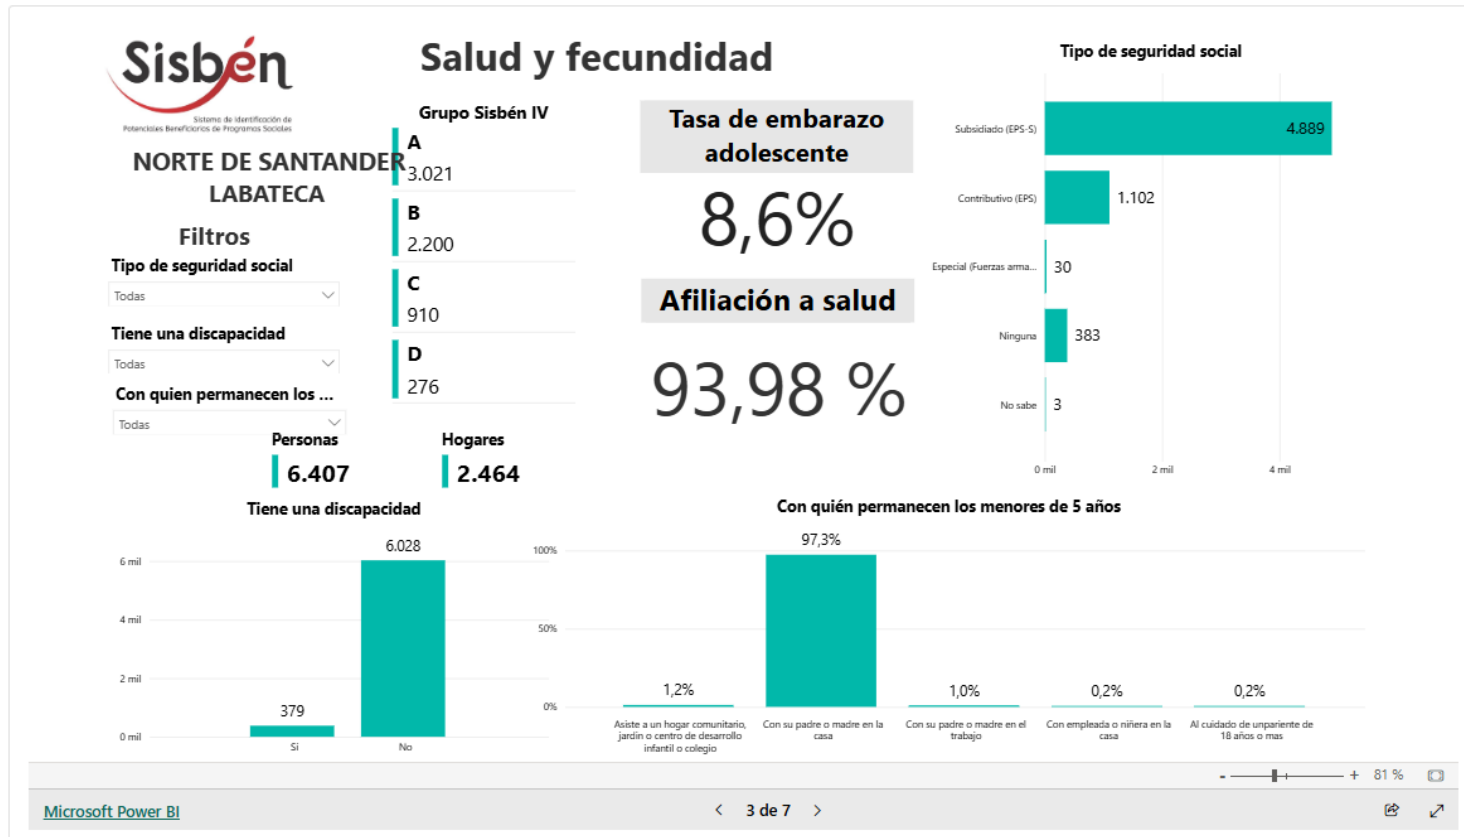 Sisbén
Sistema de Identificación de
Potenciales Beneficiarios de Programas Sociales
NORTE DE SANTANDER
LABATECA
Filtros
Tipo de seguridad social
Todas
Tiene una discapacidad
Todas
Con quien permanecen los ...
Todas
Salud y fecundidad
Grupo Sisbén IV
A
3.021
B
2.200
C
910
D
276
Personas
6.407
Hogares
2.464
Tasa de embarazo
adolescente
8,6%
Afiliación a salud
93,98 %
Tipo de seguridad social
Subsidiado (EPS-S)
4.889
Contributivo (EPS)
1.102
Especial (Fuerzas arma...
30
Ninguna
383
No sabe
3
0 mil
2 mil
4 mil
Tiene una discapacidad
6 mil
4 mil
2 mil
0 mil
379
6.028
Si
No
Con quién permanecen los menores de 5 años
100%
50%
0%
1,2%
97,3%
1,0%
0,2%
0,2%
Asiste a un hogar comunitario,
jardin o centro de desarrollo
infantil o colegio
Con su padre o madre en la
casa
Con su padre o madre en el
trabajo
Con empleada o niñera en la
casa
Al cuidado de unpariente de
18 años o mas
- + 81 %
Microsoft Power BI
< 3 de 7 >